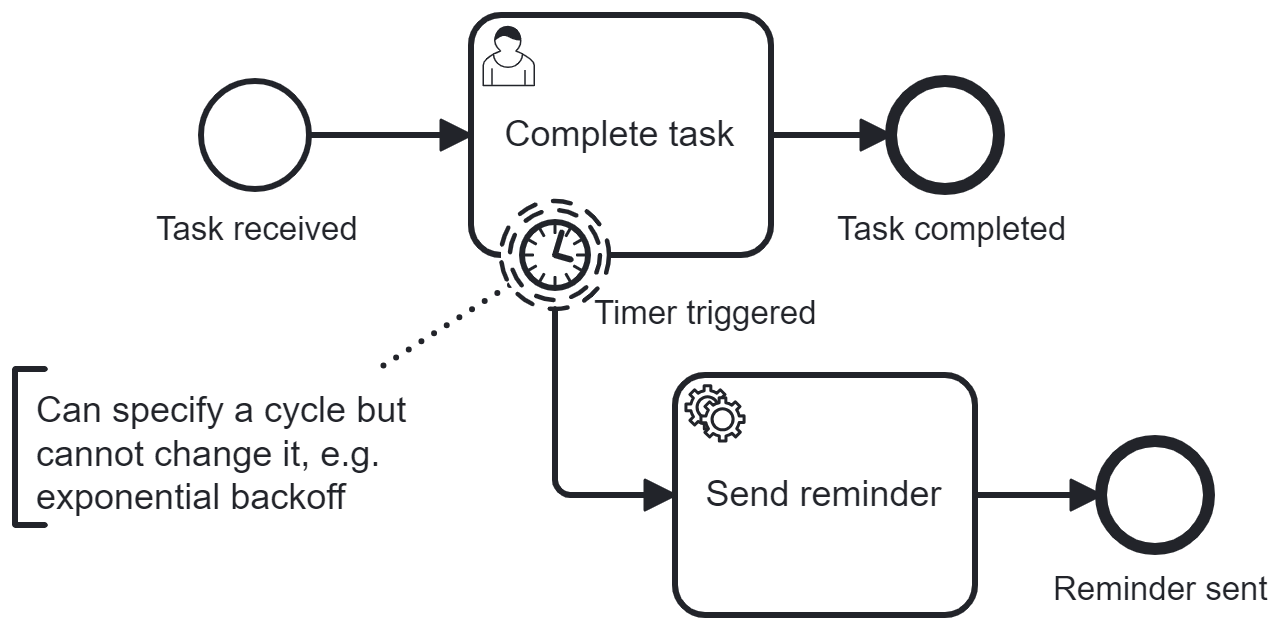 Complete task
Task received
Task completed
Timer triggered
Can specify a cycle but
cannot change it, e.g.
exponential backoff
Send reminder
Reminder sent